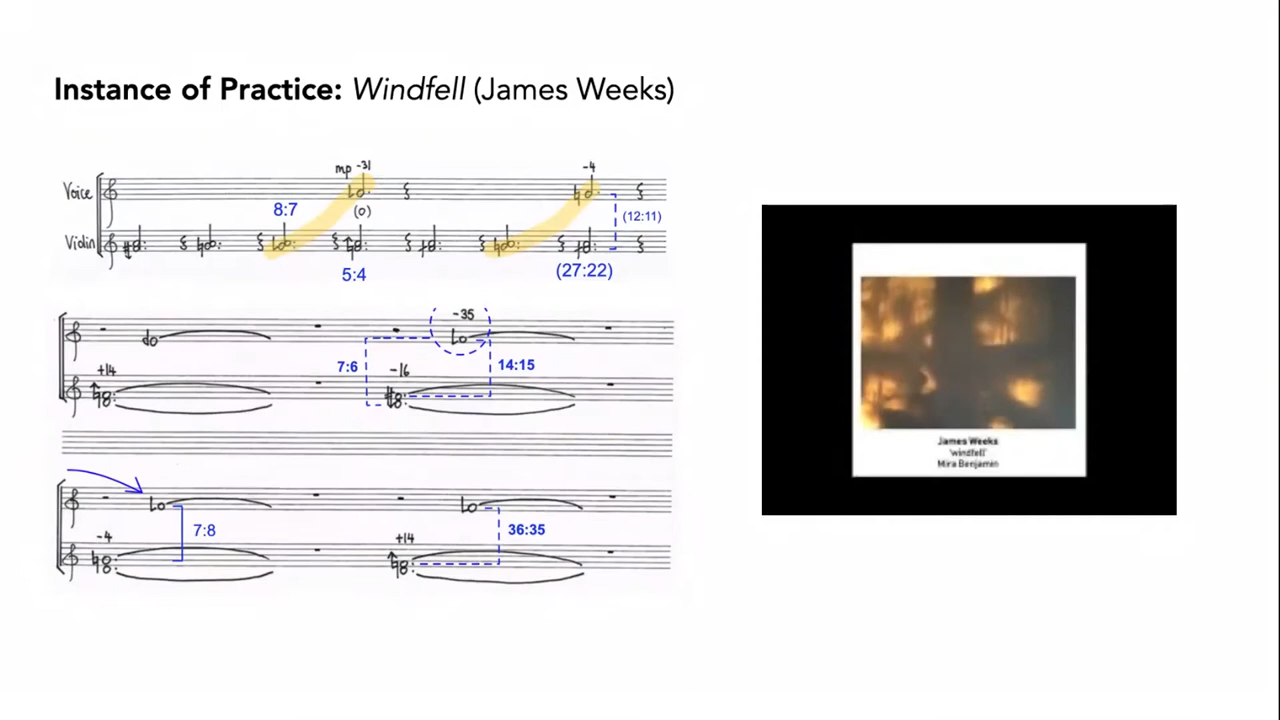 Instance of Practice: Windfell (James Weeks)
mp -31
-4
Voice
8:7
(0)
(12:11)
Violin
5:4
(27:22)
-35
+14
7:6
-16
14:15
-4
7:8
+14
36:35
James Weeks
'windfell'
Mira Benjamin